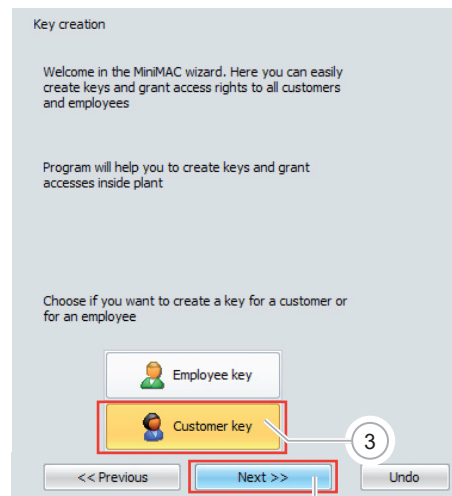 Key creation
Welcome in the MiniMAC wizard. Here you can easily
create keys and grant access rights to all customers
and employees
Program will help you to create keys and grant
accesses inside plant
Choose if you want to create a key for a customer or
for an employee
Employee key
Customer key
3
<< Previous
Next >>
Undo